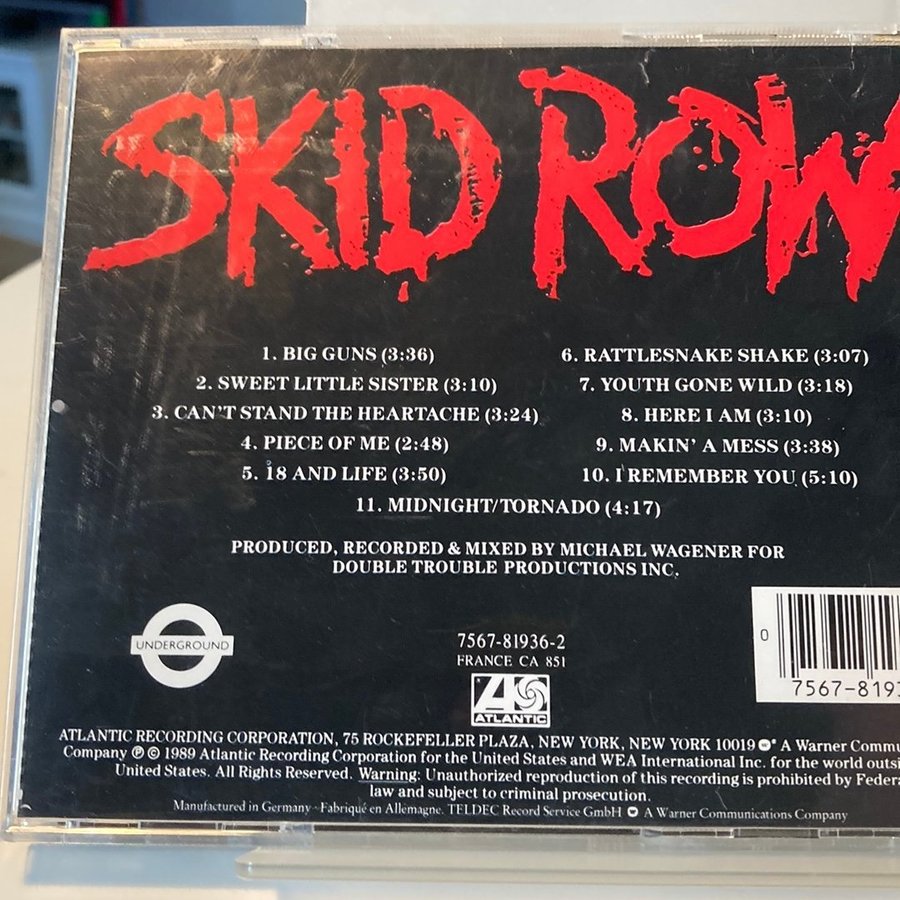 SKID ROW
1. BIG GUNS (3:36)
2. SWEET LITTLE SISTER (3:10)
3. CAN'T STAND THE HEARTACHE (3:24)
4. PIECE OF ME (2:48)
5. 18 AND LIFE (3:50)
6. RATTLESNAKE SHAKE (3:07)
7. YOUTH GONE WILD (3:18)
8. HERE I AM (3:10)
9. MAKIN' A MESS (3:38)
10. I REMEMBER YOU (5:10)
11. MIDNIGHT/TORNADO (4:17)
PRODUCED, RECORDED & MIXED BY MICHAEL WAGENER FOR
DOUBLE TROUBLE PRODUCTIONS INC.
UNDERGROUND
7567-81936-2
FRANCE CA 851
ATLANTIC
0
7567-819
ATLANTIC RECORDING CORPORATION, 75 ROCKEFELLER PLAZA, NEW YORK, NEW YORK 10019 A Warner Commu
Company ℗ © 1989 Atlantic Recording Corporation for the United States and WEA International Inc. for the world outsi
United States. All Rights Reserved. Warning: Unauthorized reproduction of this recording is prohibited by Federa
law and subject to criminal prosecution.
Manufactured in Germany - Fabriqué en Allemagne. TELDEC Record Service GmbH A Warner Communications Company